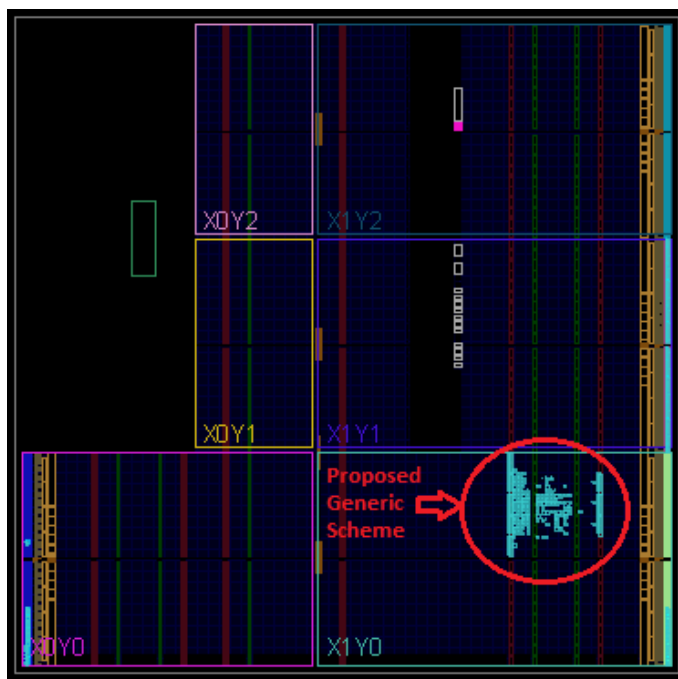 X0Y2
X1Y2
X0Y1
X1Y1
Proposed
Generic
Scheme
X0Y0
X1Y0